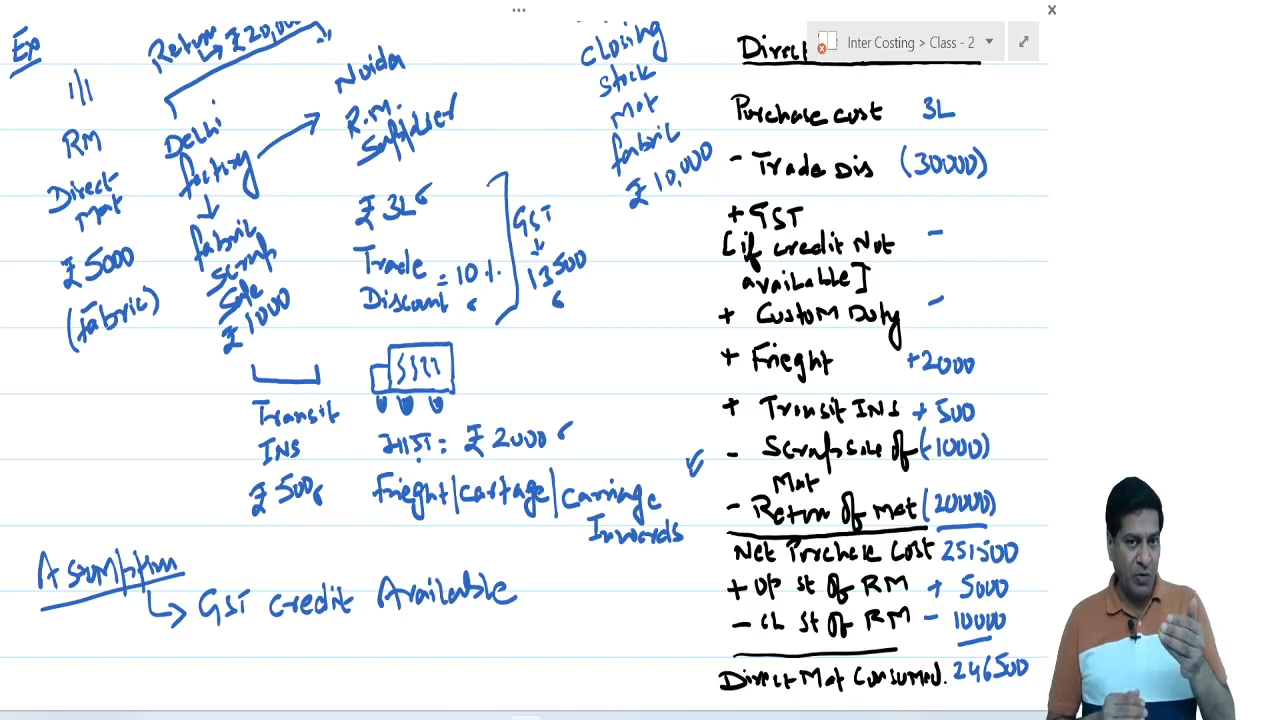 Ex
Return
↳ ₹20,000
1/1
RM
Direct
Mat
₹5000
(fabric)
Delhi
factory
↓
fabric
Scrap
Sale
₹1000
Noida
R.M.
Supplier
₹3L
Trade
Discount = 10%
GST
↓
13500
Closing
Stock
Mat
fabric
₹10,000
Transit
INS
₹500
भाड़ा : ₹2000
Frieght/cartage/carriage
Inwards
Asumption
↳ GST credit Available
Inter Costing > Class - 2
Direc
Purchase cost 3L
- Trade Dis (30000)
+ GST
[if credit Not -
available]
+ Custom Duty -
+ Frieght +2000
+ Transit INS +500
- Scrap sale of (-1000)
Mat
- Return of Mat (20000)
Net Purchase Cost 251500
+ op st of RM + 5000
- cl st of RM - 10000
Direct Mat Consumed. 246500